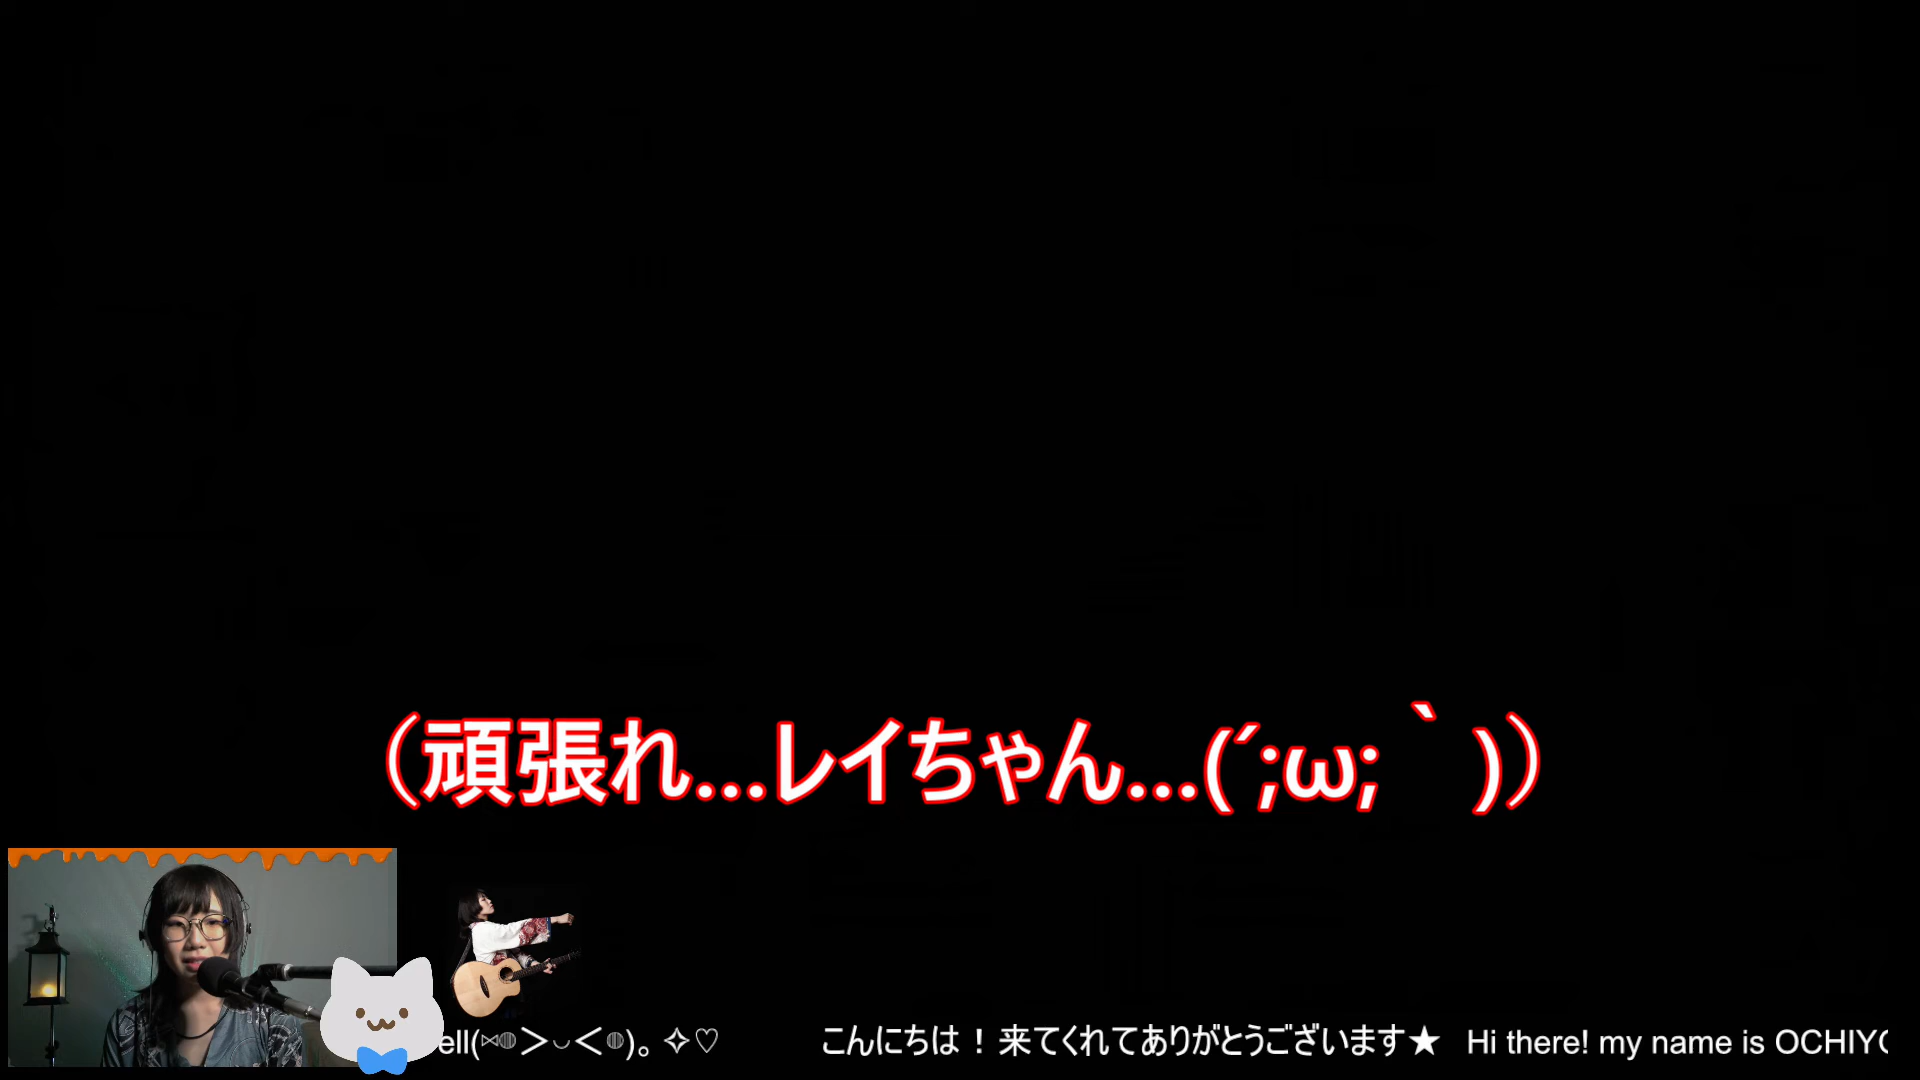 （頑張れ…レイちゃん…(´;ω;｀)）
ell(⋈◍＞◡＜◍)。✧♡ こんにちは！来てくれてありがとうございます★ Hi there! my name is OCHIYO